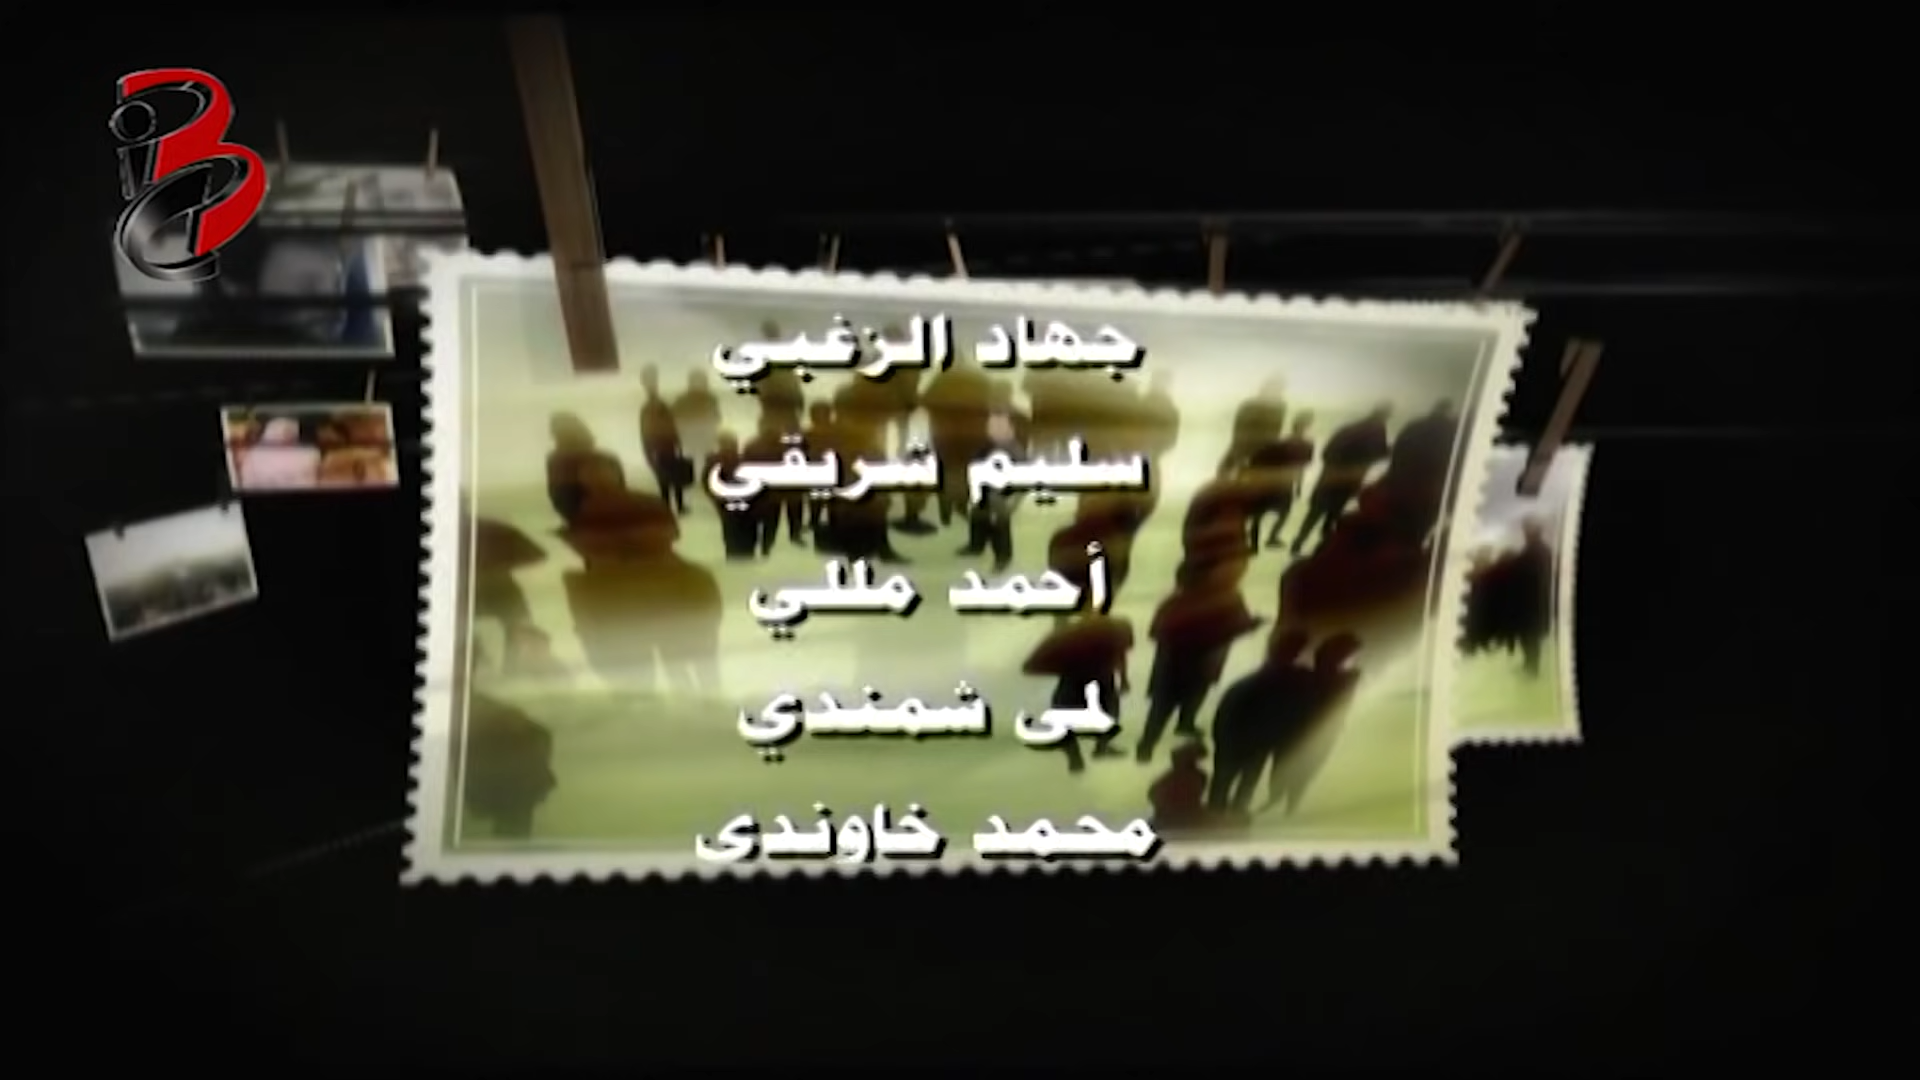 جهاد الزغبي
سليم شريقي
أحمد مللي
لمى شمندي
محمد خاوندى